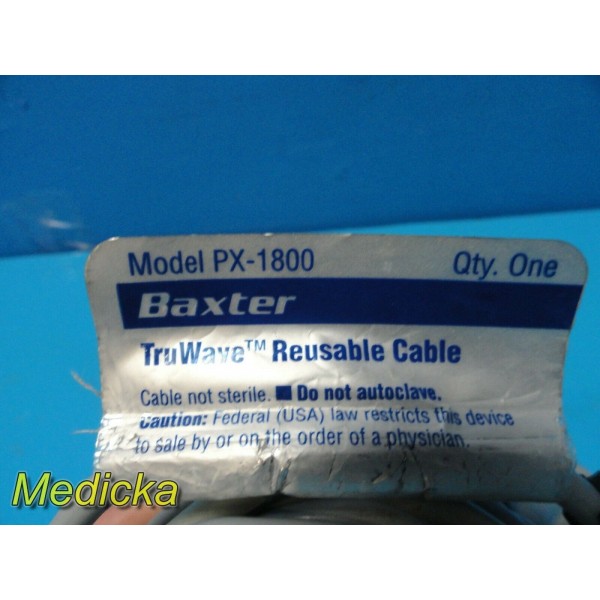 Model PX-1800 Qty. One
Baxter
TruWave™ Reusable Cable
Cable not sterile. ■ Do not autoclave.
Caution: Federal (USA) law restricts this device
to sale by or on the order of a physician.
Medicka